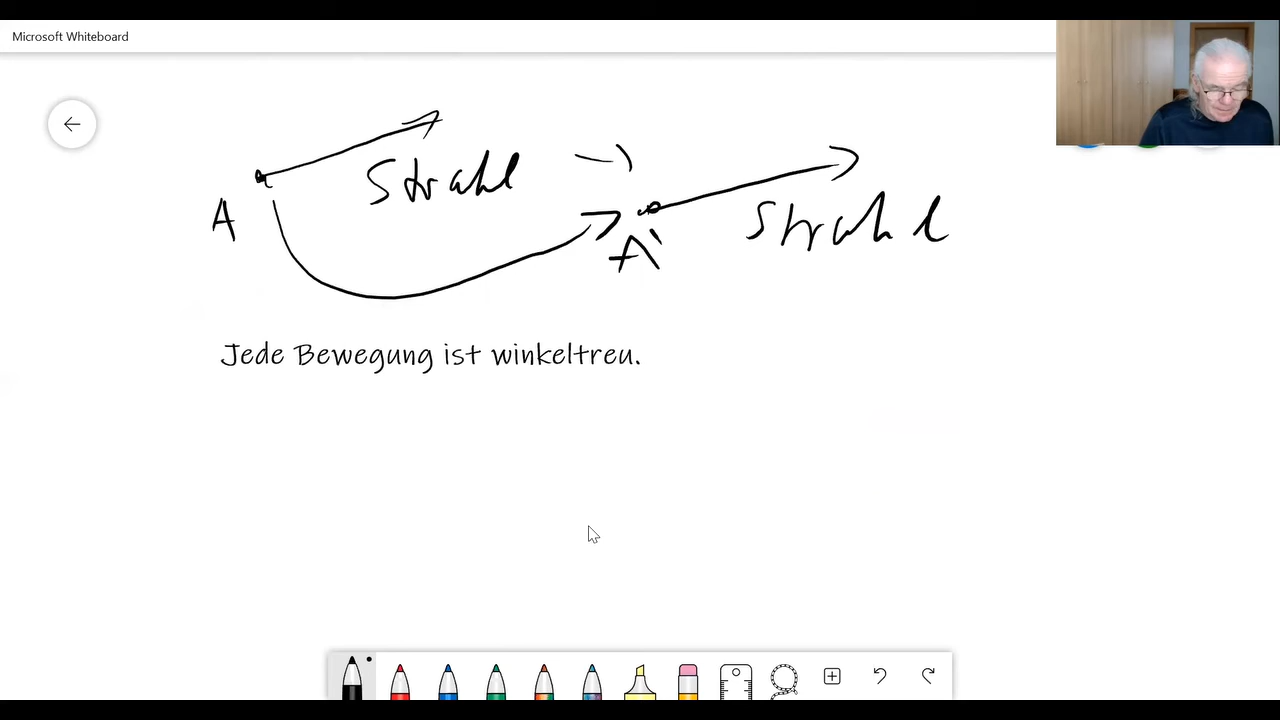 Microsoft Whiteboard
Strahl
A
A'
Strahl
Jede Bewegung ist winkeltreu.